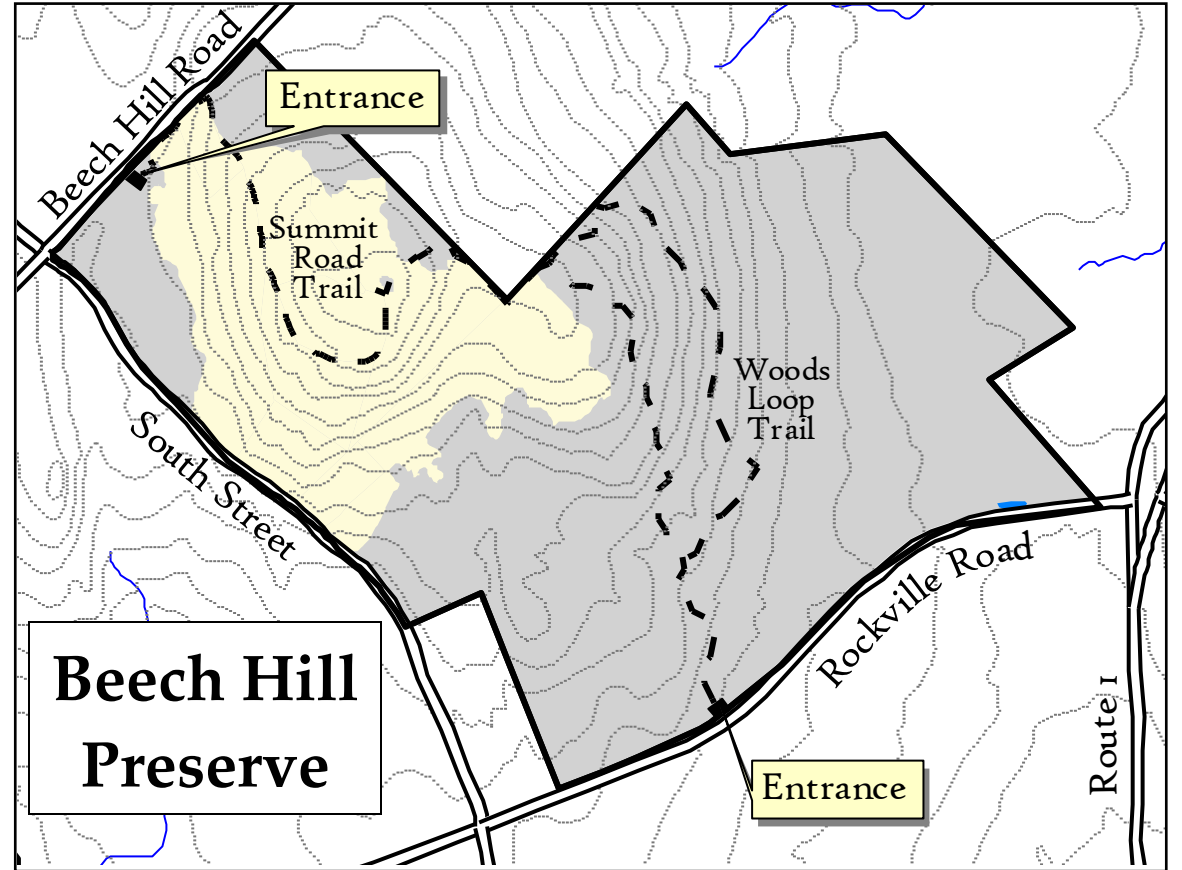 Beech Hill Road
Entrance
Summit
Road
Trail
Woods
Loop
Trail
South Street
Rockville Road
Route 1
Beech Hill
Preserve
Entrance